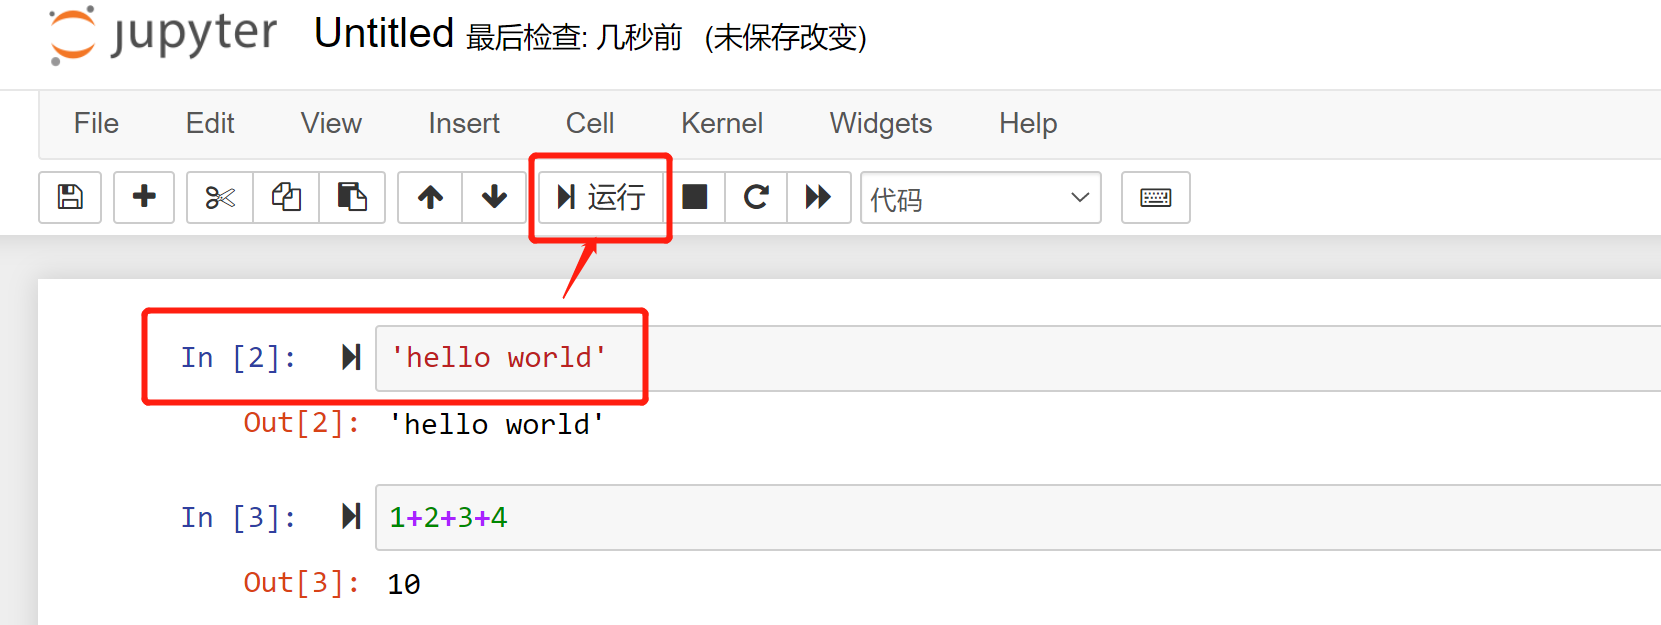 jupyter Untitled 最后检查: 几秒前 (未保存改变)
File Edit View Insert Cell Kernel Widgets Help
运行 代码
In [2]: 'hello world'
Out[2]: 'hello world'
In [3]: 1+2+3+4
Out[3]: 10